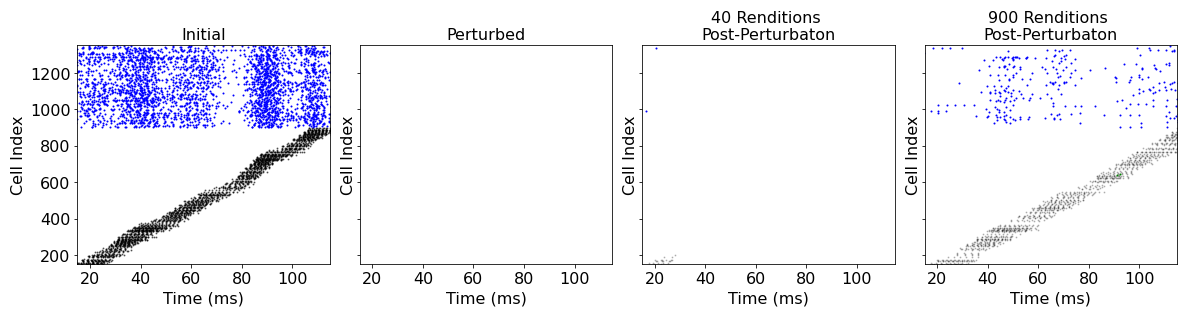 Initial
Perturbed
40 Renditions
Post-Perturbaton
900 Renditions
Post-Perturbaton
Cell Index
1200
1000
800
600
400
200
20 40 60 80 100
Time (ms)
Cell Index
20 40 60 80 100
Time (ms)
Cell Index
20 40 60 80 100
Time (ms)
Cell Index
20 40 60 80 100
Time (ms)